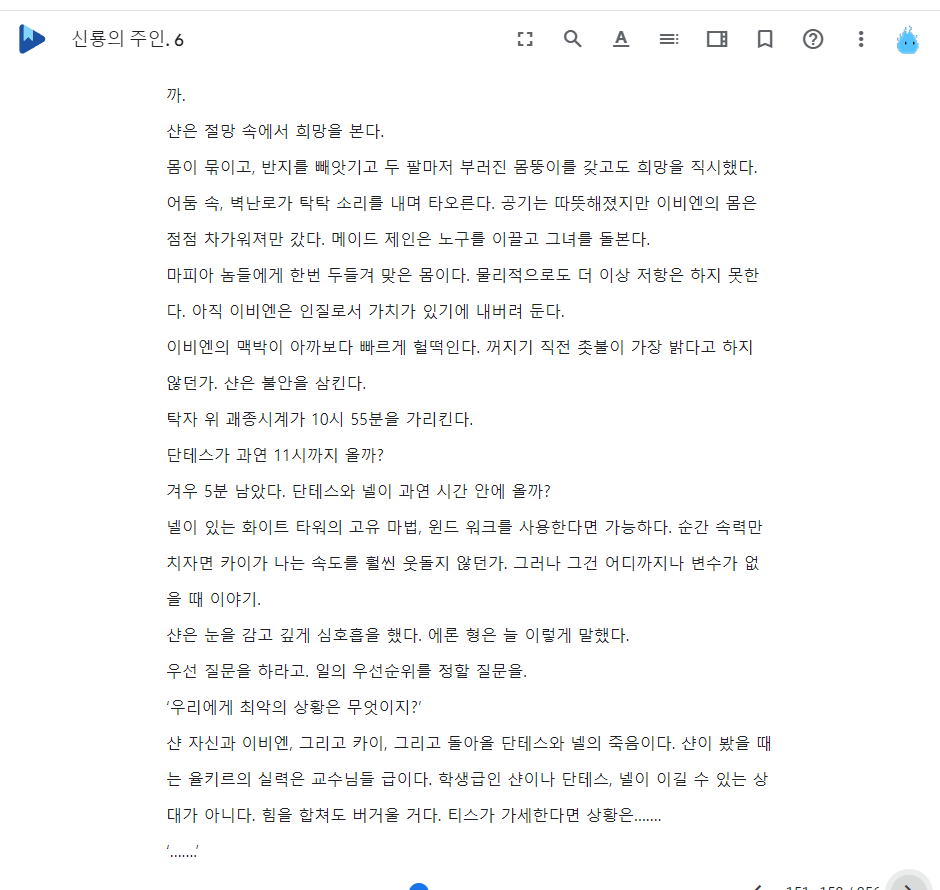 신룡의 주인. 6
까.
샨은 절망 속에서 희망을 본다.
몸이 묶이고, 반지를 빼앗기고 두 팔마저 부러진 몸뚱이를 갖고도 희망을 직시했다.
어둠 속, 벽난로가 탁탁 소리를 내며 타오른다. 공기는 따뜻해졌지만 이비엔의 몸은
점점 차가워져만 갔다. 메이드 제인은 노구를 이끌고 그녀를 돌본다.
마피아 놈들에게 한번 두들겨 맞은 몸이다. 물리적으로도 더 이상 저항은 하지 못한
다. 아직 이비엔은 인질로서 가치가 있기에 내버려 둔다.
이비엔의 맥박이 아까보다 빠르게 헐떡인다. 꺼지기 직전 촛불이 가장 밝다고 하지
않던가. 샨은 불안을 삼킨다.
탁자 위 괘종시계가 10시 55분을 가리킨다.
단테스가 과연 11시까지 올까?
겨우 5분 남았다. 단테스와 넬이 과연 시간 안에 올까?
넬이 있는 화이트 타워의 고유 마법, 윈드 워크를 사용한다면 가능하다. 순간 속력만
치자면 카이가 나는 속도를 훨씬 웃돌지 않던가. 그러나 그건 어디까지나 변수가 없
을 때 이야기.
샨은 눈을 감고 깊게 심호흡을 했다. 에론 형은 늘 이렇게 말했다.
우선 질문을 하라고. 일의 우선순위를 정할 질문을.
‘우리에게 최악의 상황은 무엇이지?’
샨 자신과 이비엔, 그리고 카이, 그리고 돌아올 단테스와 넬의 죽음이다. 샨이 봤을 때
는 율키르의 실력은 교수님들 급이다. 학생급인 샨이나 단테스, 넬이 이길 수 있는 상
대가 아니다. 힘을 합쳐도 버거울 거다. 티스가 가세한다면 상황은…….
‘…….’